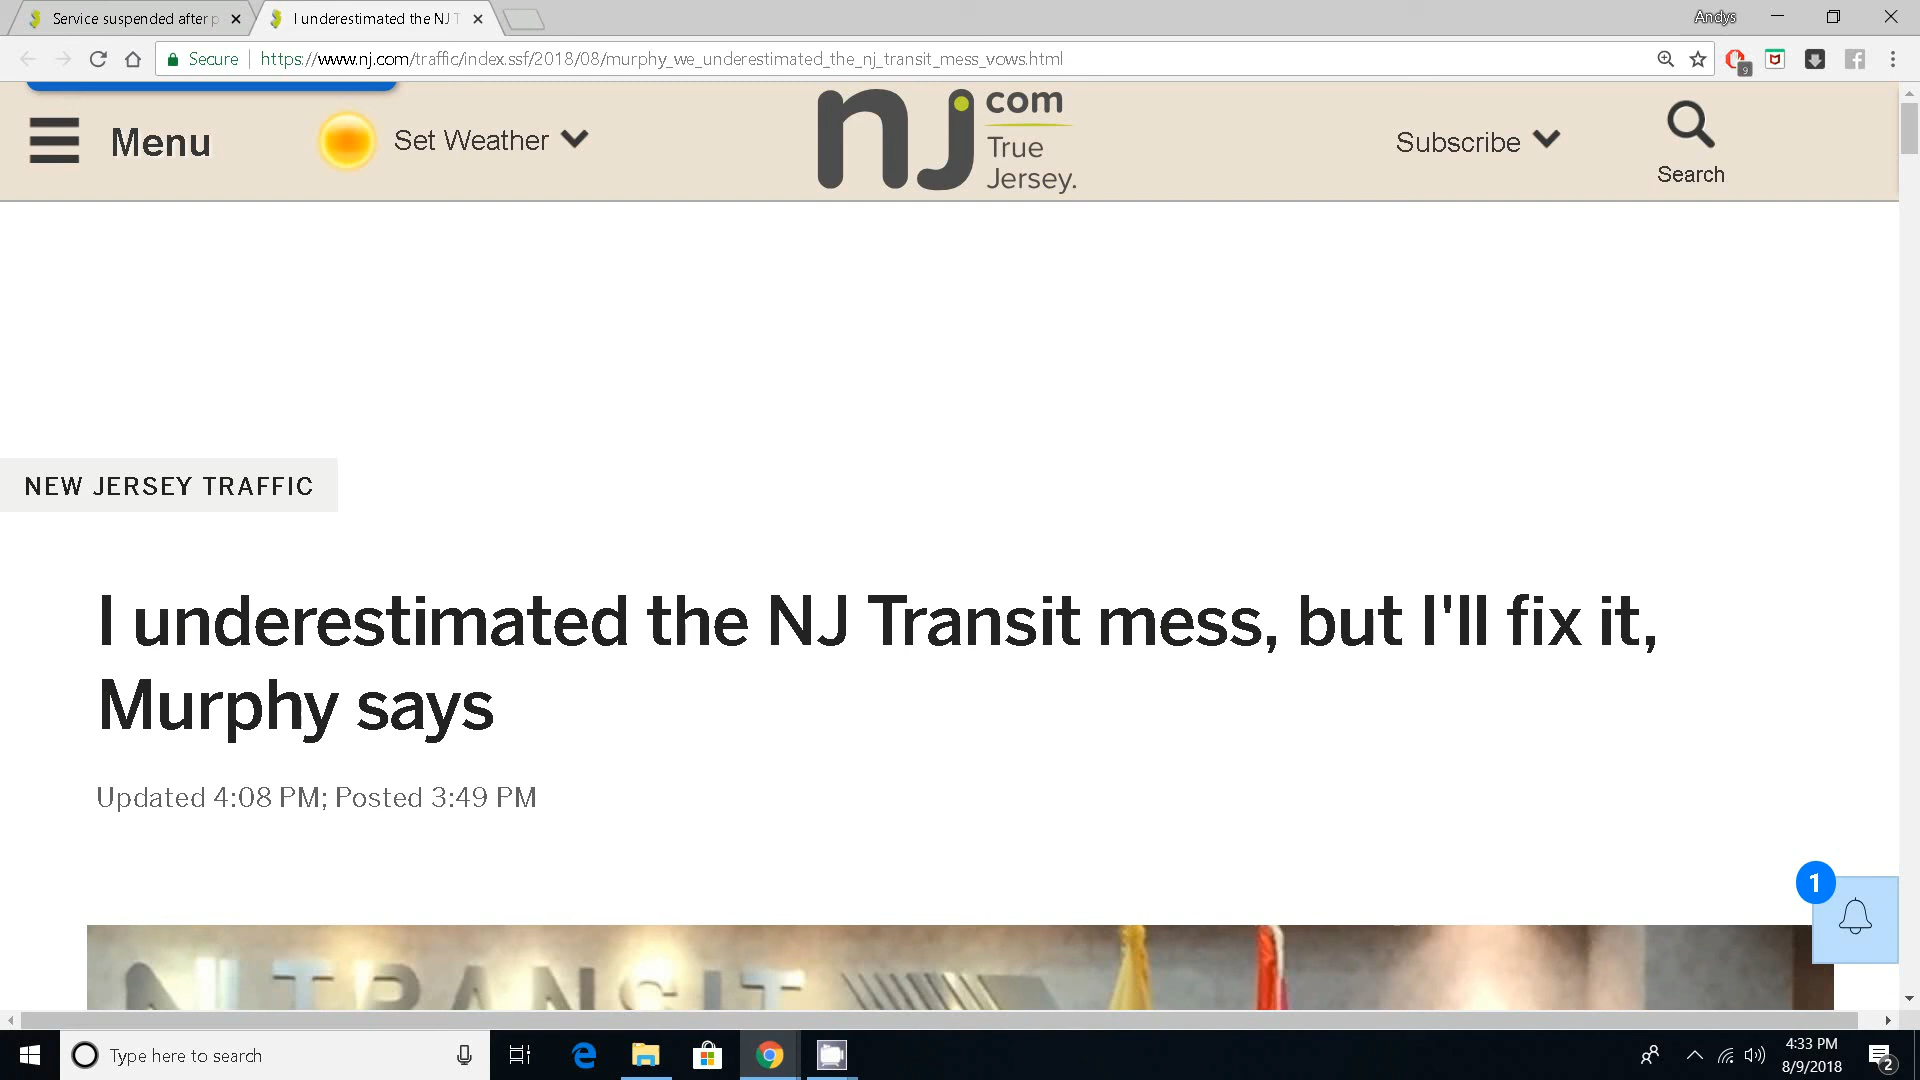 Service suspended after p
I underestimated the NJ T
Andys
Secure
https://www.nj.com/traffic/index.ssf/2018/08/murphy_we_underestimated_the_nj_transit_mess_vows.html
9
Menu
Set Weather
nj
com
True
Jersey.
Subscribe
Search
NEW JERSEY TRAFFIC
I underestimated the NJ Transit mess, but I'll fix it,
Murphy says
Updated 4:08 PM; Posted 3:49 PM
1
NJ TRANSIT
Type here to search
4:33 PM
8/9/2018
2